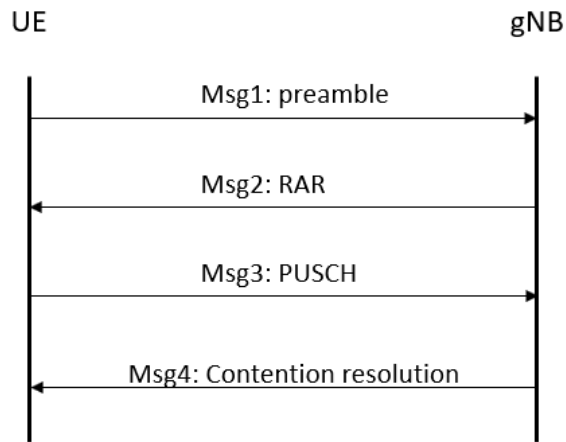 UE
gNB
Msg1: preamble
Msg2: RAR
Msg3: PUSCH
Msg4: Contention resolution